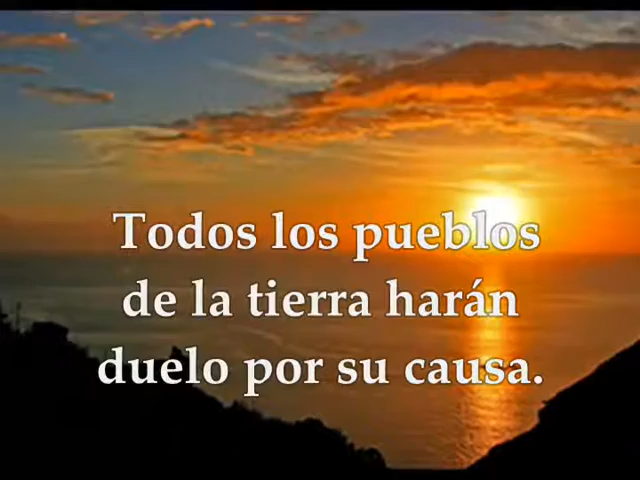 Todos los pueblos
de la tierra harán
duelo por su causa.